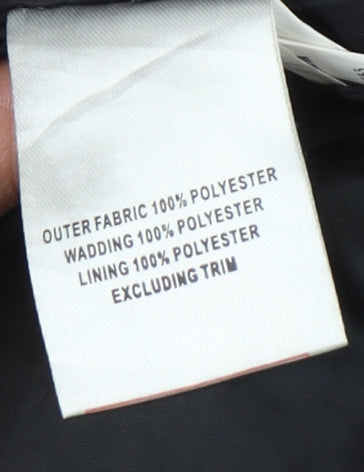 OUTER FABRIC 100% POLYESTER
WADDING 100% POLYESTER
LINING 100% POLYESTER
EXCLUDING TRIM